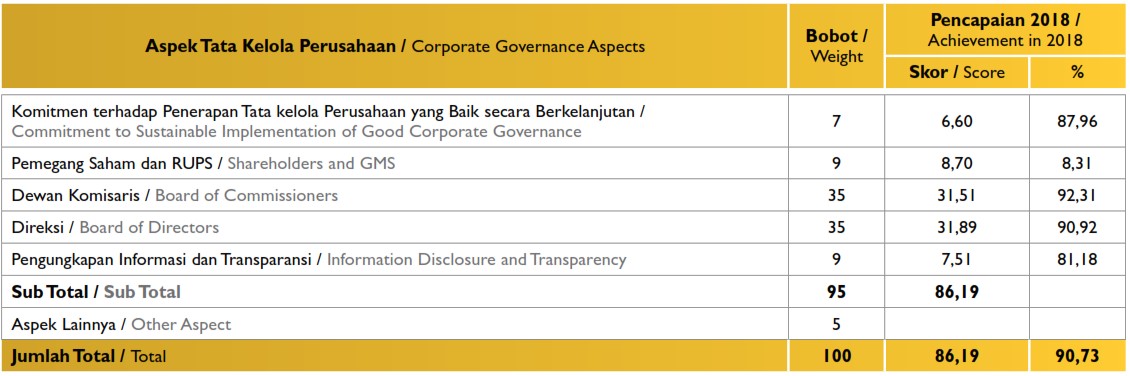 Aspek Tata Kelola Perusahaan / Corporate Governance Aspects
Bobot /
Weight
Pencapaian 2018 /
Achievement in 2018
Skor / Score
%
Komitmen terhadap Penerapan Tata kelola Perusahaan yang Baik secara Berkelanjutan /
Commitment to Sustainable Implementation of Good Corporate Governance
7 6,60 87,96
Pemegang Saham dan RUPS / Shareholders and GMS 9 8,70 8,31
Dewan Komisaris / Board of Commissioners 35 31,51 92,31
Direksi / Board of Directors 35 31,89 90,92
Pengungkapan Informasi dan Transparansi / Information Disclosure and Transparency 9 7,51 81,18
Sub Total / Sub Total 95 86,19
Aspek Lainnya / Other Aspect 5
Jumlah Total / Total 100 86,19 90,73